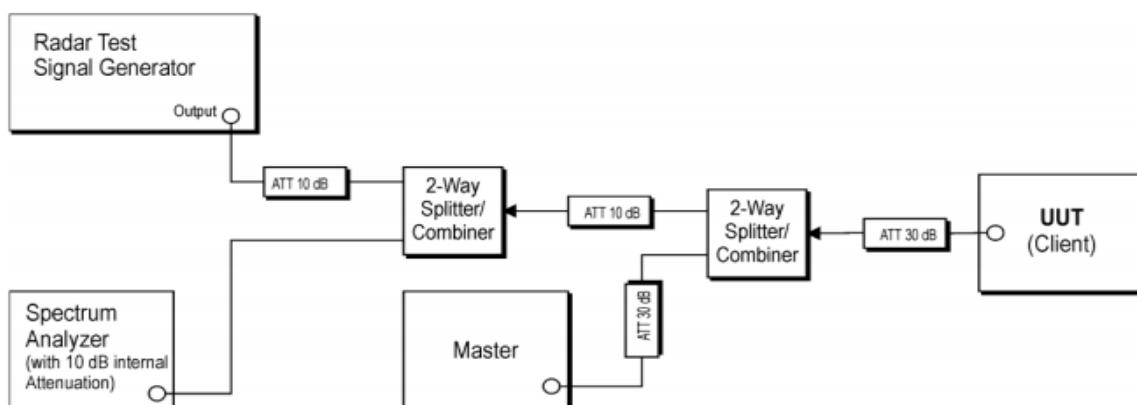 Radar Test
Signal Generator
Output
ATT 10 dB
2-Way
Splitter/
Combiner
ATT 10 dB
2-Way
Splitter/
Combiner
ATT 30 dB
UUT
(Client)
Spectrum
Analyzer
(with 10 dB internal
Attenuation)
Master
ATT 30 dB